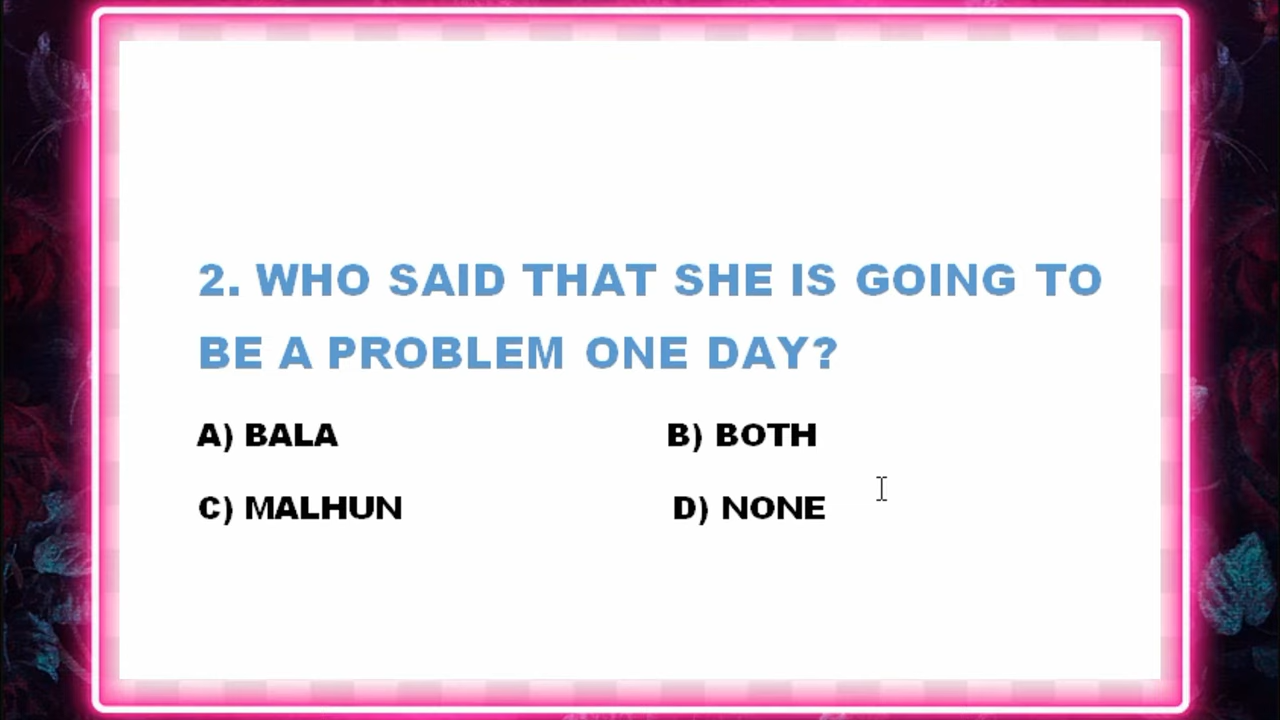 2. WHO SAID THAT SHE IS GOING TO
BE A PROBLEM ONE DAY?
A) BALA B) BOTH
C) MALHUN D) NONE